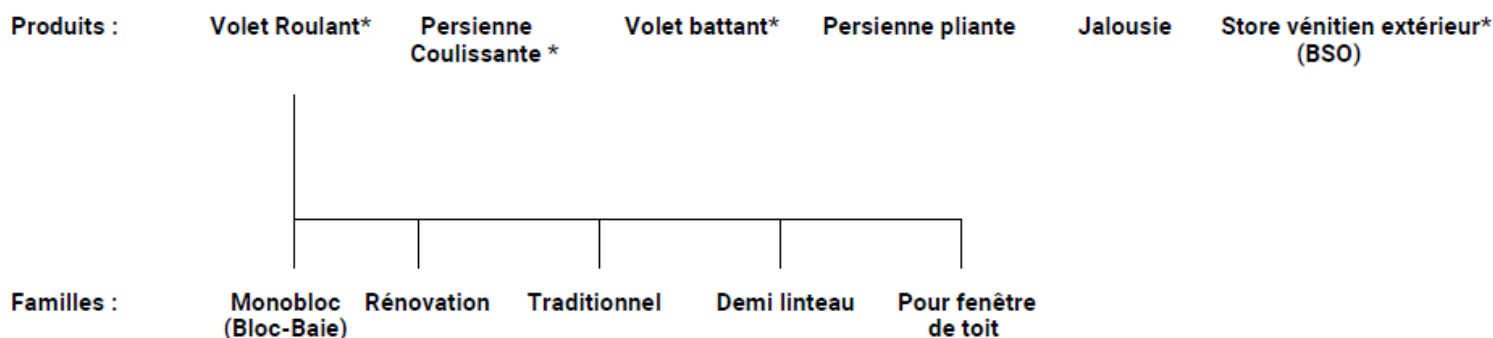 Produits : Volet Roulant* Persienne Volet battant* Persienne pliante Jalousie Store vénitien extérieur*
Coulissante * (BSO)
Familles : Monobloc Rénovation Traditionnel Demi linteau Pour fenêtre
(Bloc-Baie) de toit